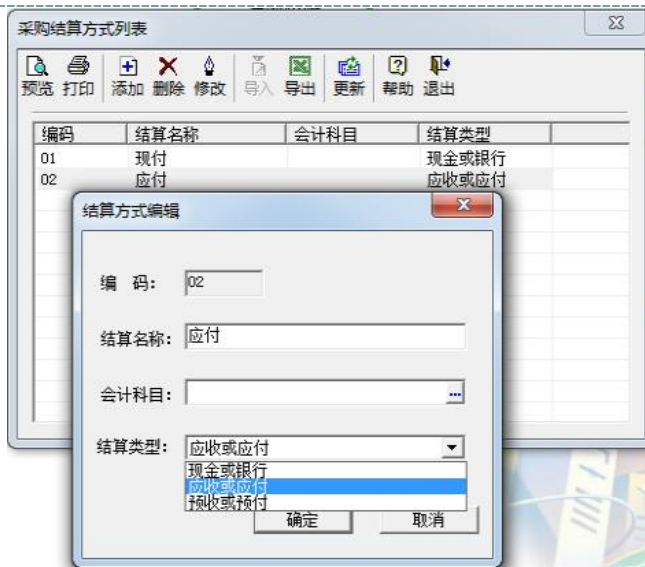 采购结算方式列表
预览 打印 添加 删除 修改 导入 导出 更新 帮助 退出
编码 结算名称 会计科目 结算类型
01 现付 现金或银行
02 应付 应收或应付
结算方式编辑
编 码： 02
结算名称： 应付
会计科目： ...
结算类型： 应收或应付
现金或银行
应收或应付
预收或预付
确定 取消